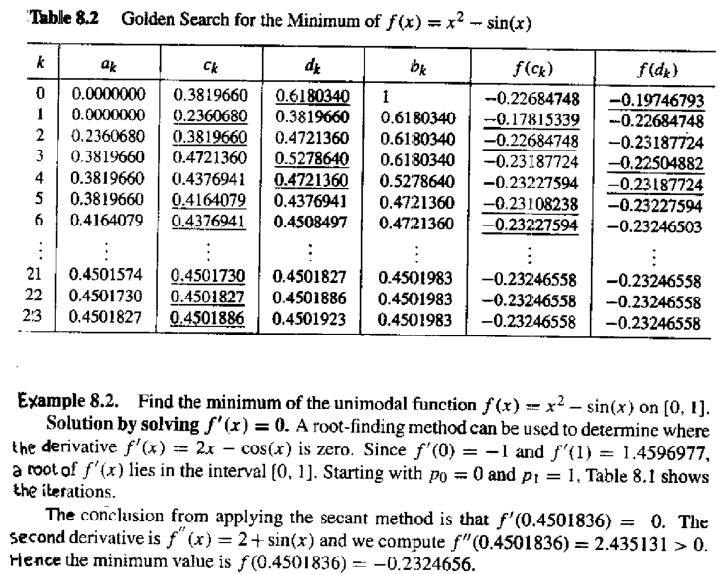 Table 8.2 Golden Search for the Minimum of f(x) = x² − sin(x)
k a_k c_k d_k b_k f(c_k) f(d_k)
0 0.0000000 0.3819660 0.6180340 1 −0.22684748 −0.19746793
1 0.0000000 0.2360680 0.3819660 0.6180340 −0.17815339 −0.22684748
2 0.2360680 0.3819660 0.4721360 0.6180340 −0.22684748 −0.23187724
3 0.3819660 0.4721360 0.5278640 0.6180340 −0.23187724 −0.22504882
4 0.3819660 0.4376941 0.4721360 0.5278640 −0.23227594 −0.23187724
5 0.3819660 0.4164079 0.4376941 0.4721360 −0.23108238 −0.23227594
6 0.4164079 0.4376941 0.4508497 0.4721360 −0.23227594 −0.23246503
⋮ ⋮ ⋮ ⋮ ⋮ ⋮ ⋮
21 0.4501574 0.4501730 0.4501827 0.4501983 −0.23246558 −0.23246558
22 0.4501730 0.4501827 0.4501886 0.4501983 −0.23246558 −0.23246558
23 0.4501827 0.4501886 0.4501923 0.4501983 −0.23246558 −0.23246558
Example 8.2. Find the minimum of the unimodal function f(x) = x² − sin(x) on [0, 1].
Solution by solving f′(x) = 0. A root-finding method can be used to determine where
the derivative f′(x) = 2x − cos(x) is zero. Since f′(0) = −1 and f′(1) = 1.4596977,
a root of f′(x) lies in the interval [0, 1]. Starting with p₀ = 0 and p₁ = 1, Table 8.1 shows
the iterations.
The conclusion from applying the secant method is that f′(0.4501836) = 0. The
second derivative is f″(x) = 2 + sin(x) and we compute f″(0.4501836) = 2.435131 > 0.
Hence the minimum value is f(0.4501836) = −0.2324656.